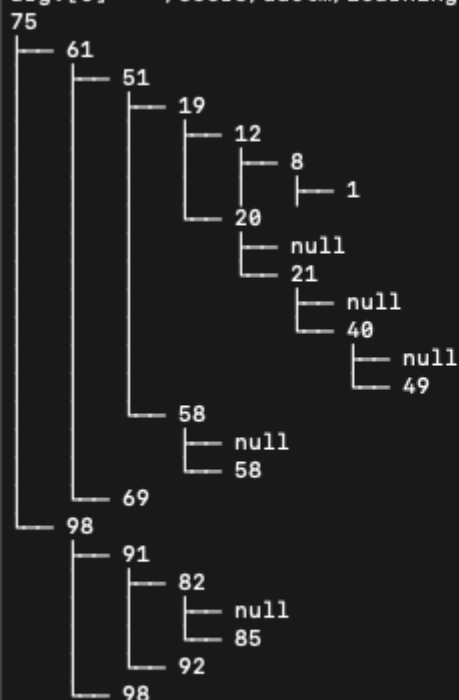 75
├── 61
│   ├── 51
│   │   ├── 19
│   │   │   ├── 12
│   │   │   │   ├── 8
│   │   │   │   │   ├── 1
│   │   │   └── 20
│   │   │       ├── null
│   │   │       └── 21
│   │   │           ├── null
│   │   │           └── 40
│   │   │               ├── null
│   │   │               └── 49
│   │   └── 58
│   │       ├── null
│   │       └── 58
│   └── 69
└── 98
    ├── 91
    │   ├── 82
    │   │   ├── null
    │   │   └── 85
    │   └── 92
    └── 98